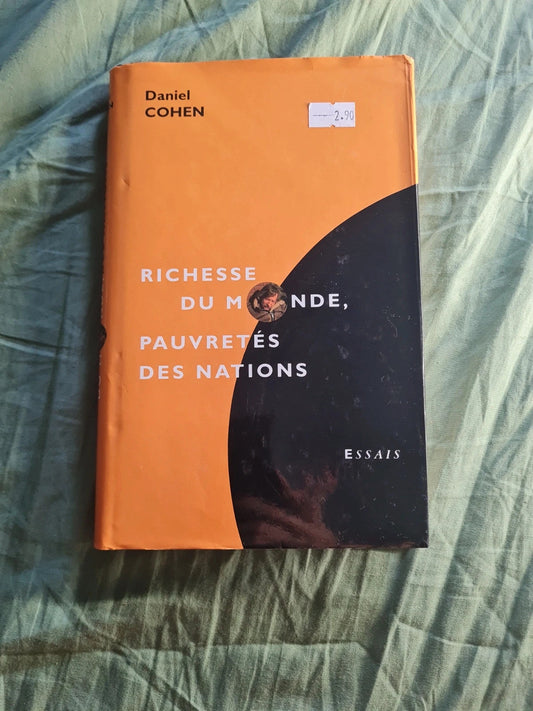 Daniel
COHEN
2.90
RICHESSE
DU MONDE,
PAUVRETÉS
DES NATIONS
ESSAIS